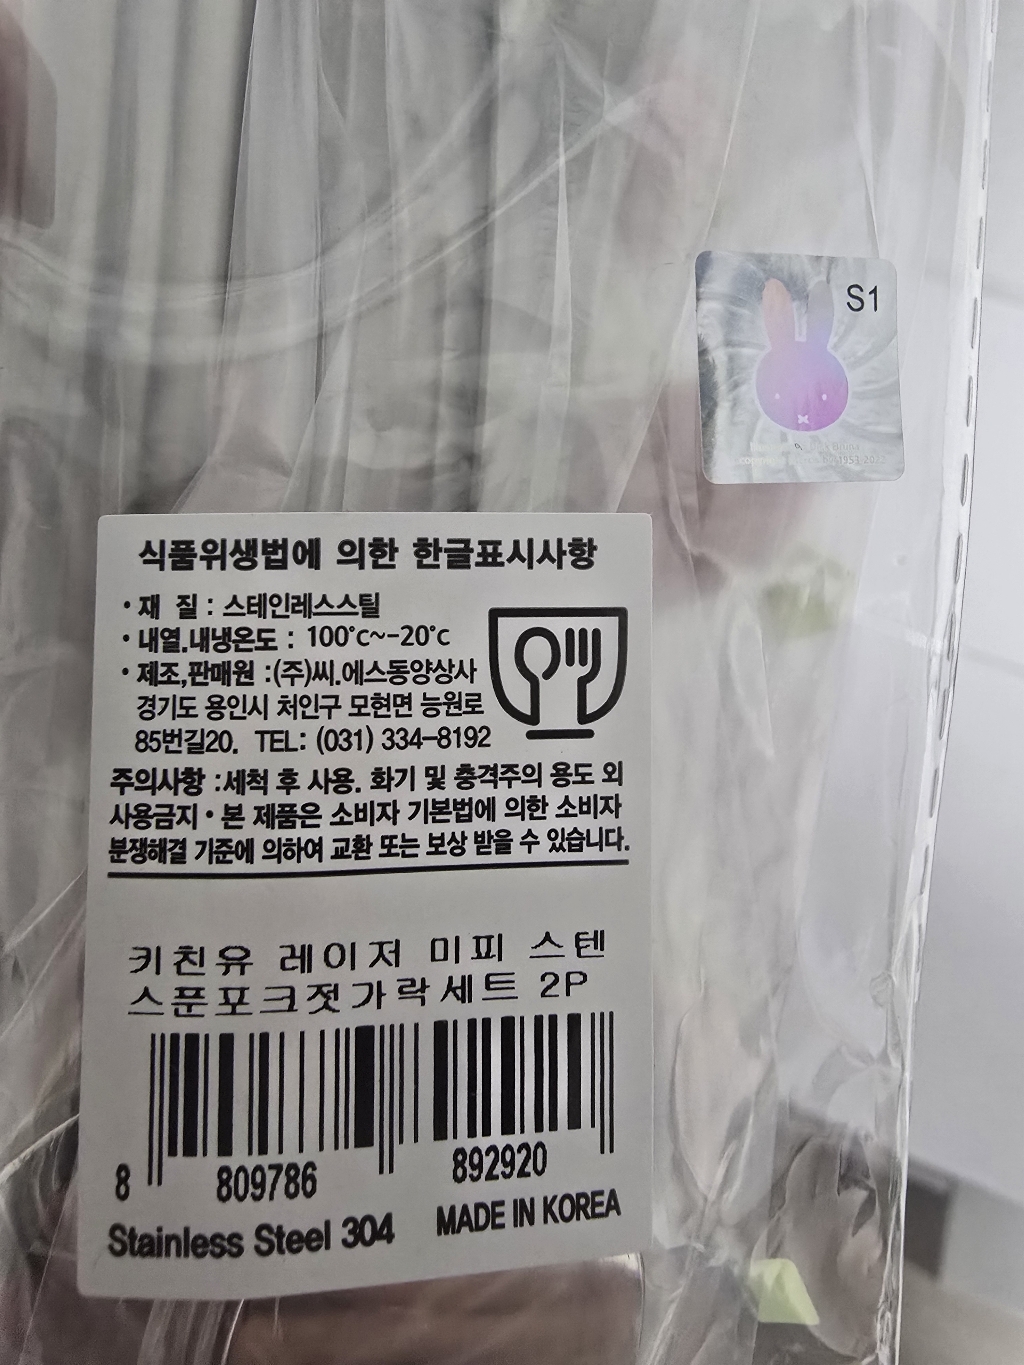 S1
식품위생법에 의한 한글표시사항
• 재 질 : 스테인레스스틸
• 내열.내냉온도 : 100℃~-20℃
• 제조,판매원 :(주)씨.에스동양상사
경기도 용인시 처인구 모현면 능원로
85번길20. TEL: (031) 334-8192
주의사항 :세척 후 사용. 화기 및 충격주의 용도 외
사용금지 • 본 제품은 소비자 기본법에 의한 소비자
분쟁해결 기준에 의하여 교환 또는 보상 받을 수 있습니다.
키친유 레이저 미피 스텐
스푼포크젓가락세트 2P
8 809786 892920
Stainless Steel 304 MADE IN KOREA